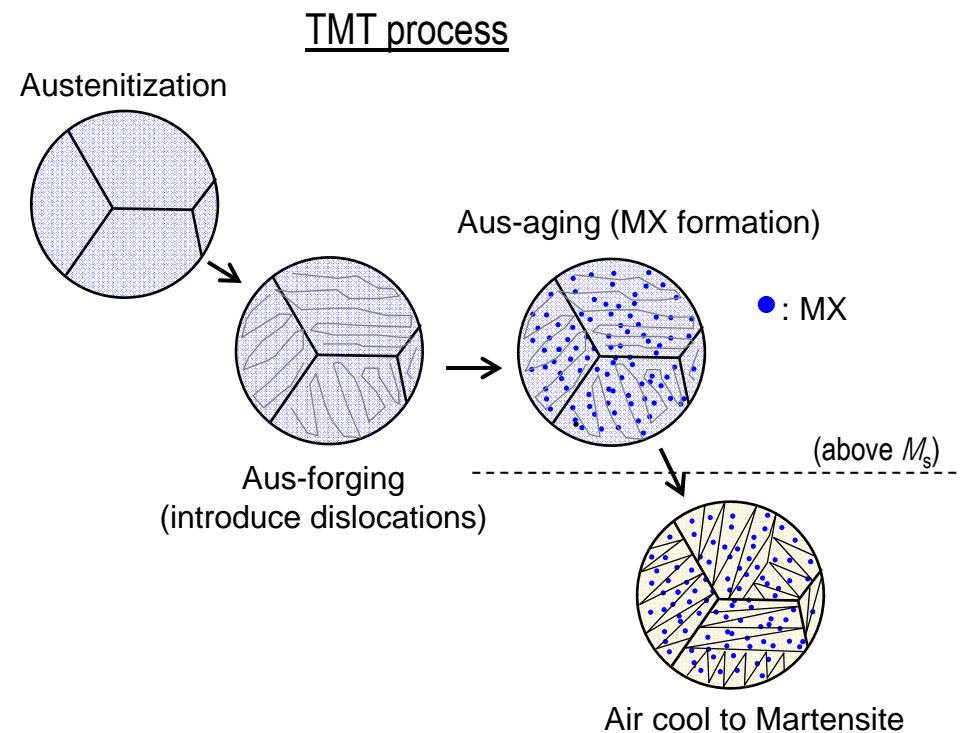 TMT process
Austenitization
Aus-aging (MX formation)
: MX
(above Ms)
Aus-forging
(introduce dislocations)
Air cool to Martensite